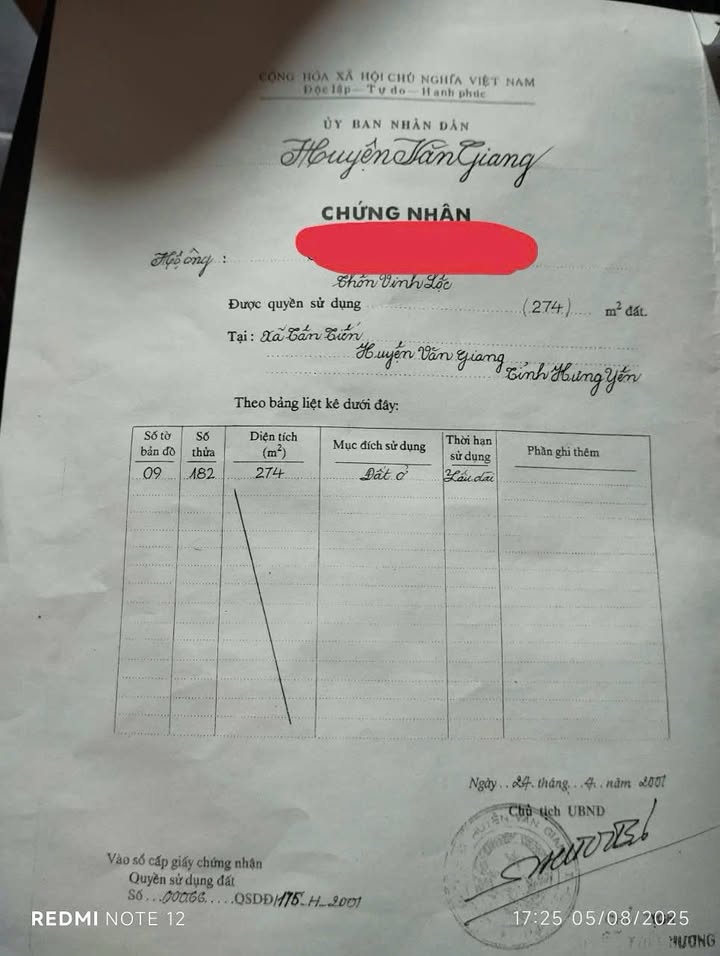 CỘNG HÒA XÃ HỘI CHỦ NGHĨA VIỆT NAM
Độc lập - Tự do - Hạnh phúc
ỦY BAN NHÂN DÂN
Huyện Văn Giang
CHỨNG NHẬN
Hộ ông :
Thôn Vinh Lộc
Được quyền sử dụng (274) m² đất.
Tại: Xã Tân Tiến
Huyện Văn Giang
Tỉnh Hưng Yên
Theo bảng liệt kê dưới đây:
Số tờ bản đồ Số thửa Diện tích (m²) Mục đích sử dụng Thời hạn sử dụng Phần ghi thêm
09 182 274 Đất ở Lâu dài
Ngày 24 tháng 4 năm 2001
Chủ tịch UBND
HUYỆN VĂN GIANG
Vào sổ cấp giấy chứng nhận
Quyền sử dụng đất
Số 00066 QSDĐ/175-H-2001
REDMI NOTE 12
17:25 05/08/2025
HƯƠNG